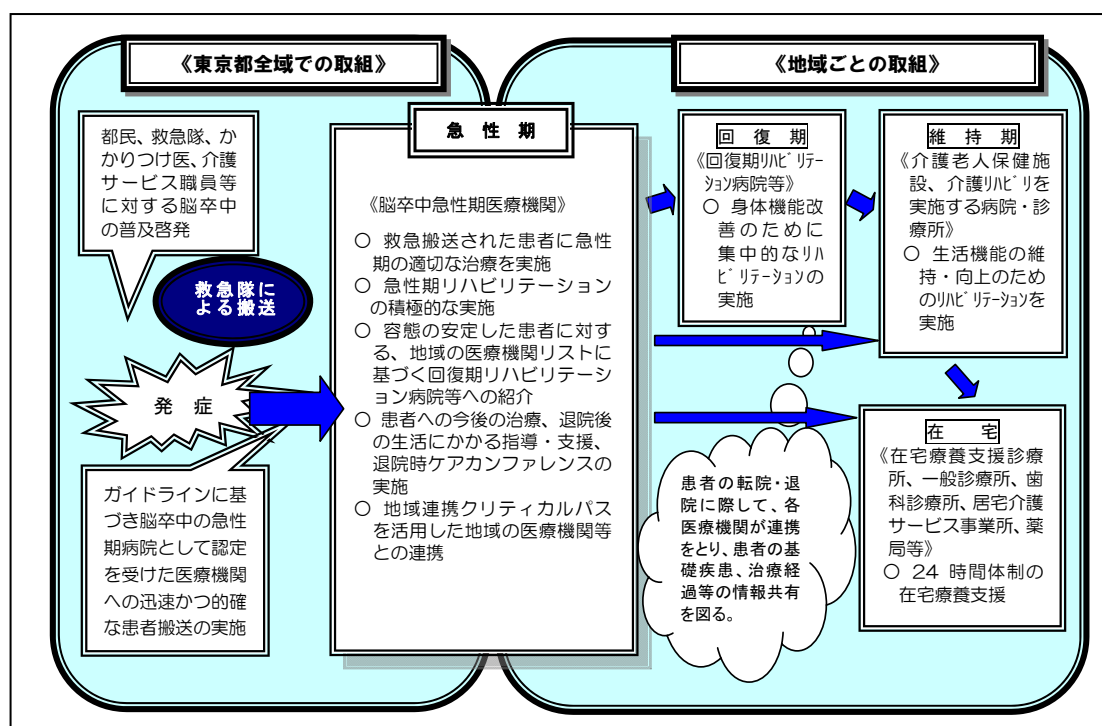 《東京都全域での取組》
《地域ごとの取組》
都民、救急隊、か
かりつけ医、介護
サービス職員等
に対する脳卒中
の普及啓発
救急隊に
よる搬送
発 症
ガイドラインに基
づき脳卒中の急性
期病院として認定
を受けた医療機関
への迅速かつ的確
な患者搬送の実施
急 性 期
《脳卒中急性期医療機関》
○ 救急搬送された患者に急性
期の適切な治療を実施
○ 急性期リハビリテーション
の積極的な実施
○ 容態の安定した患者に対す
る、地域の医療機関リストに
基づく回復期リハビリテーシ
ョン病院等への紹介
○ 患者への今後の治療、退院後
の生活にかかる指導・支援、
退院時ケアカンファレンスの
実施
○ 地域連携クリティカルパス
を活用した地域の医療機関等
との連携
回 復 期
《回復期ﾘﾊﾋﾞﾘﾃｰ
ｼｮﾝ病院等》
○ 身体機能改
善のために
集中的なﾘﾊ
ﾋﾞﾘﾃｰｼｮﾝの
実施
維 持 期
《介護老人保健施
設、介護ﾘﾊﾋﾞﾘを
実施する病院・診
療所》
○ 生活機能の維
持・向上のため
のﾘﾊﾋﾞﾘﾃｰｼｮﾝを
実施
患者の転院・退
院に際して、各
医療機関が連携
をとり、患者の基
礎疾患、治療経
過等の情報共有
を図る。
在 宅
《在宅療養支援診療
所、一般診療所、歯
科診療所、居宅介護
サービス事業所、薬
局等》
○ 24 時間体制の
在宅療養支援